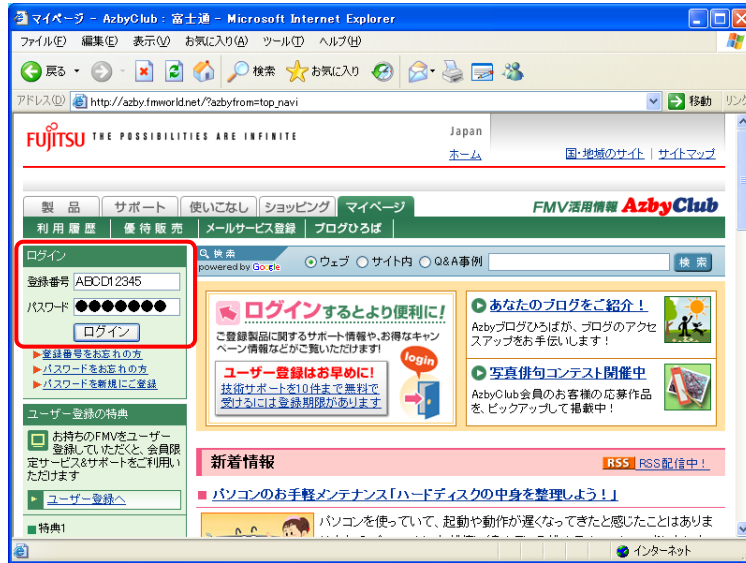 マイページ - AzbyClub : 富士通 - Microsoft Internet Explorer
ファイル(F) 編集(E) 表示(V) お気に入り(A) ツール(T) ヘルプ(H)
戻る 検索 お気に入り
アドレス(D) http://azby.fmworld.net/?azbyfrom=top_navi 移動 リンク
FUJITSU THE POSSIBILITIES ARE INFINITE
Japan
ホーム 国・地域のサイト | サイトマップ
製品 サポート 使いこなし ショッピング マイページ FMV活用情報 AzbyClub
利用履歴 優待販売 メールサービス登録 ブログひろば
ログイン
登録番号 ABCD12345
パスワード ●●●●●●●
ログイン
▶登録番号をお忘れの方
▶パスワードをお忘れの方
▶パスワードを新規にご登録
ユーザー登録の特典
お持ちのFMVをユーザー
登録していただくと、会員限
定サービス&サポートをご利用い
ただけます
ユーザー登録へ
■特典1
検索
powered by Google
ウェブ サイト内 Q&A事例 検索
ログインするとより便利に!
ご登録製品に関するサポート情報や、お得なキャン
ペーン情報などがご覧いただけます!
login
ユーザー登録はお早めに!
技術サポートを10件まで無料で
受けるには登録期限があります
あなたのブログをご紹介!
Azbyブログひろばが、ブログのアクセ
スアップをお手伝いします!
写真俳句コンテスト開催中
AzbyClub会員のお客様の応募作品
を、ピックアップして掲載中!
新着情報 RSS RSS配信中!
■ パソコンのお手軽メンテナンス「ハードディスクの中身を整理しよう!」
パソコンを使っていて、起動や動作が遅くなってきたと感じたことはありま
インターネット